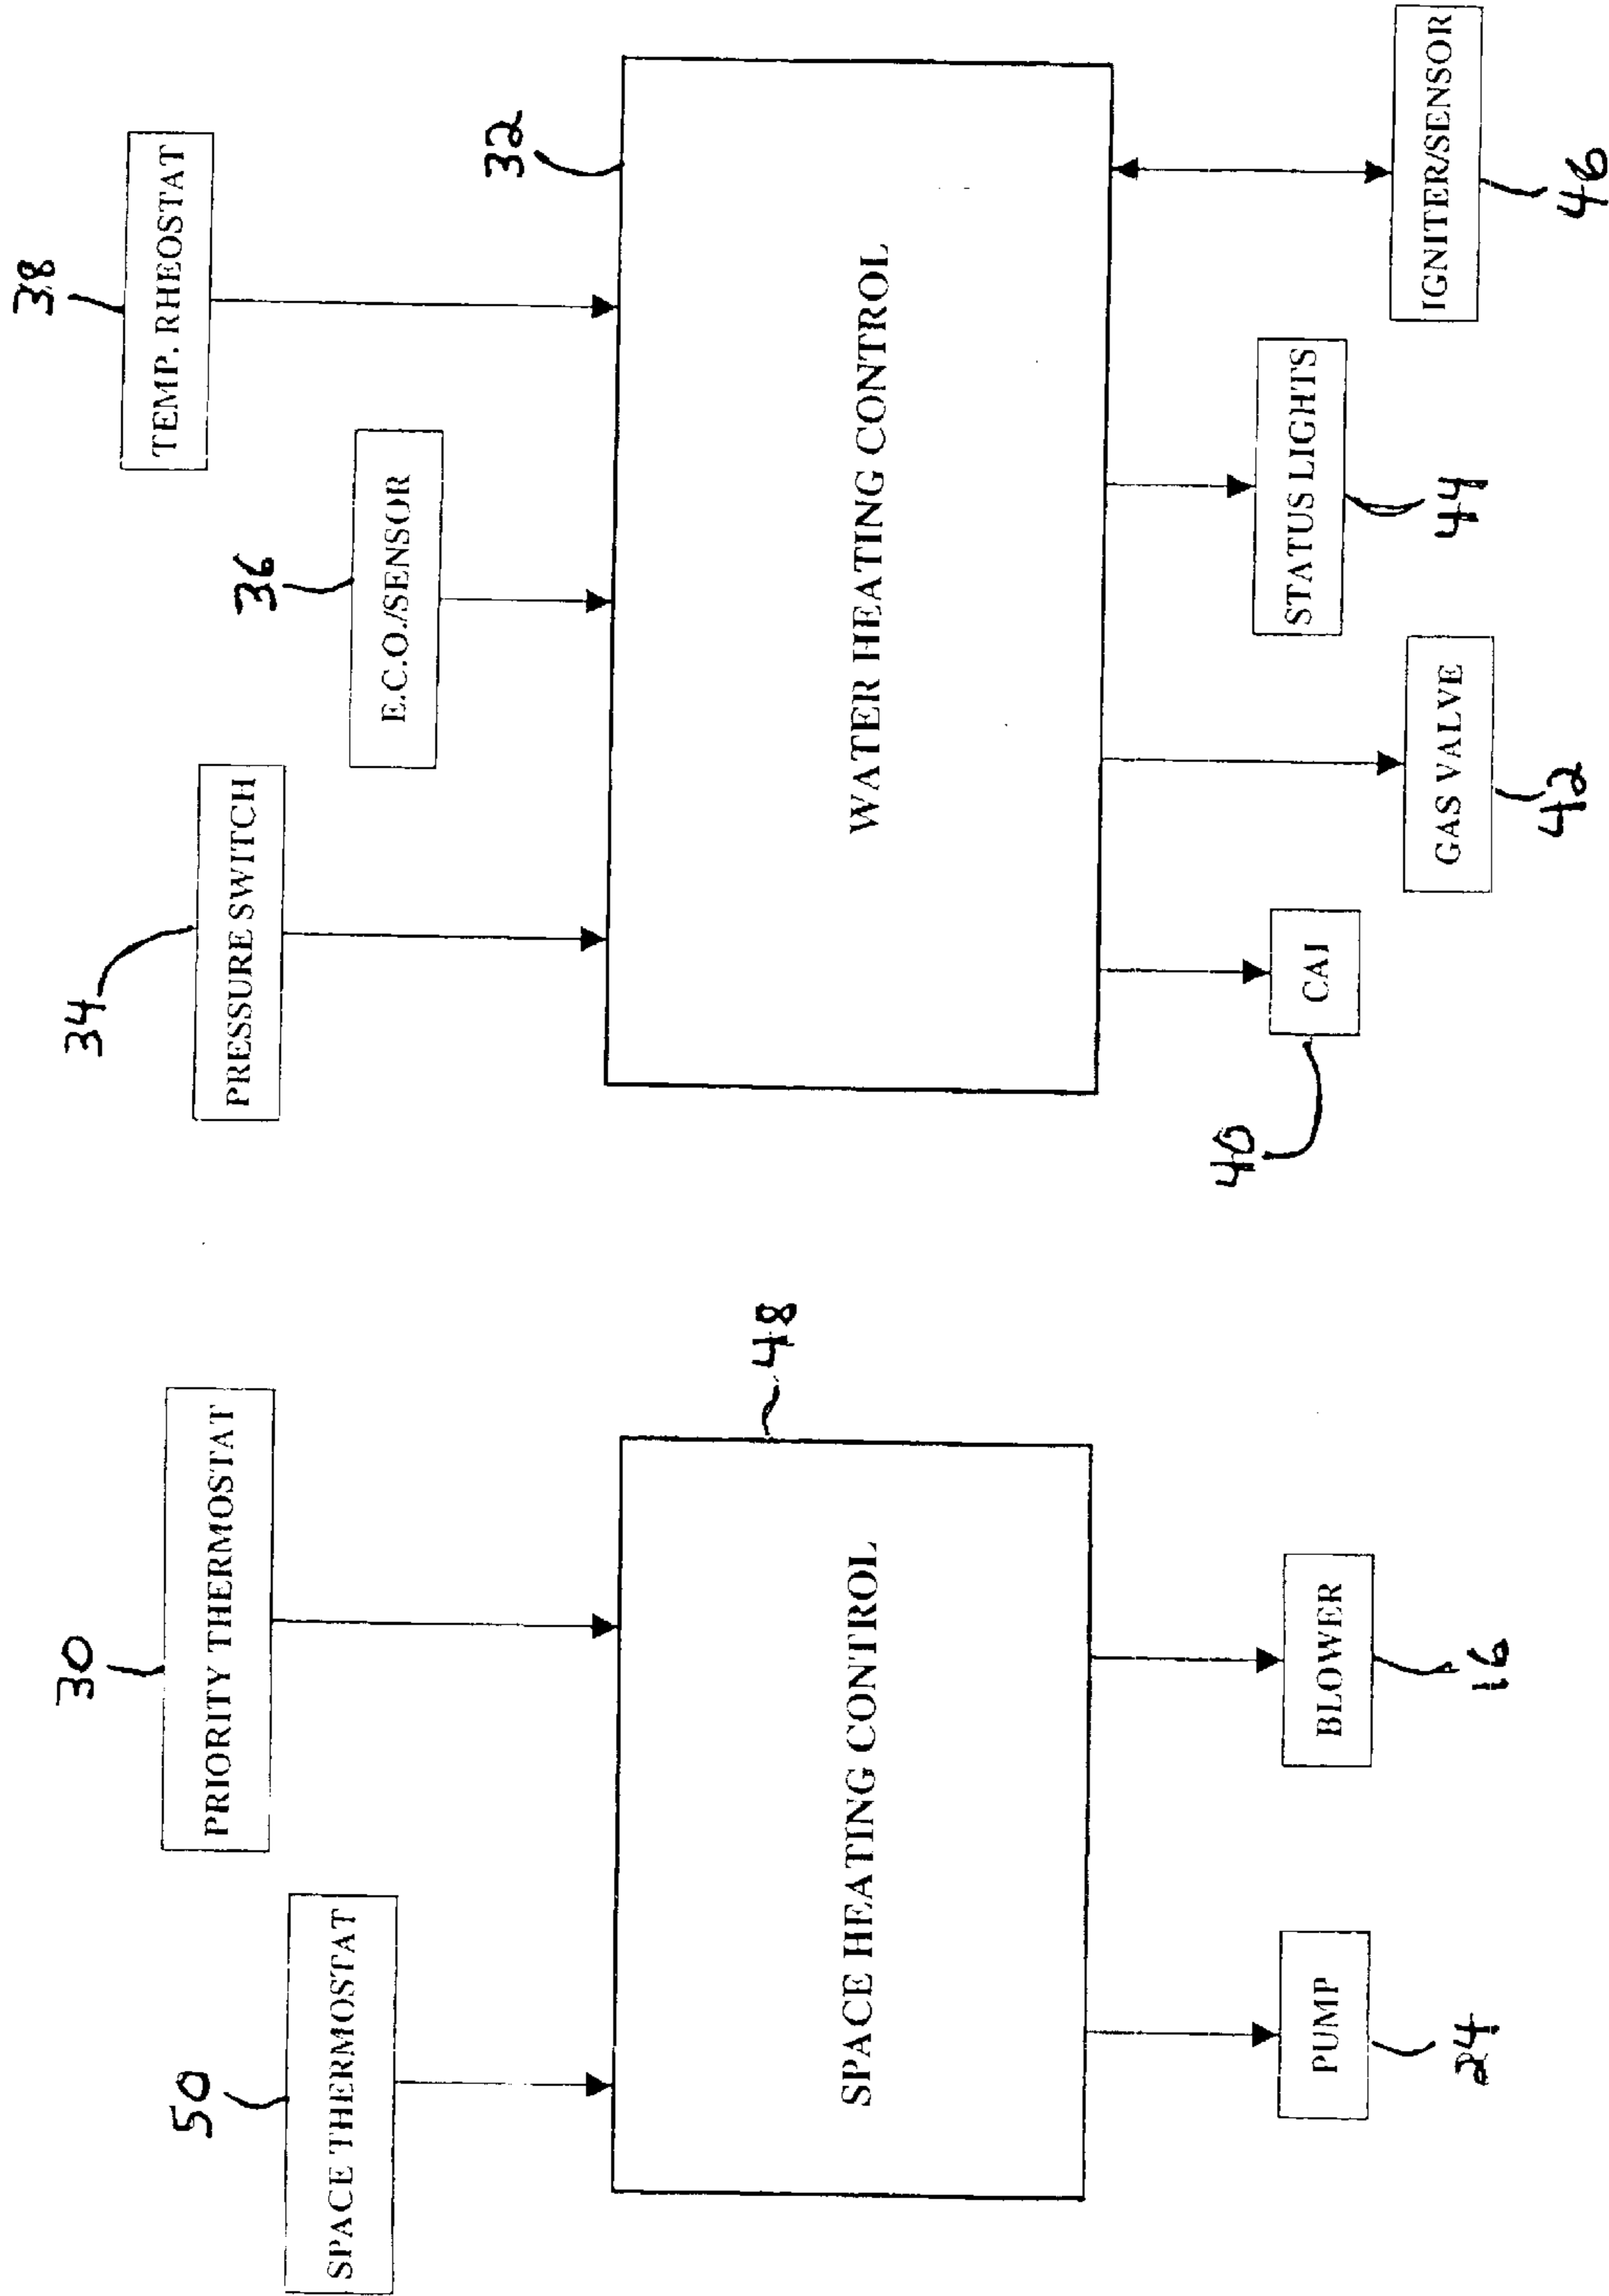 50
SPACE THERMOSTAT
30
PRIORITY THERMOSTAT
SPACE HEATING CONTROL
48
PUMP
24
BLOWER
16
34
PRESSURE SWITCH
36
E.C.O./SENSOR
38
TEMP. RHEOSTAT
32
WATER HEATING CONTROL
40
CAI
GAS VALVE
42
STATUS LIGHTS
44
IGNITER/SENSOR
46